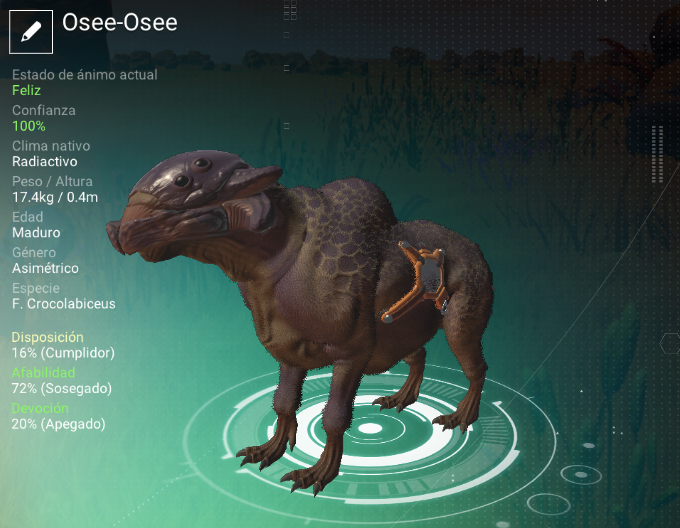 Osee-Osee
Estado de ánimo actual
Feliz
Confianza
100%
Clima nativo
Radiactivo
Peso / Altura
17.4kg / 0.4m
Edad
Maduro
Género
Asimétrico
Especie
F. Crocolabiceus
Disposición
16% (Cumplidor)
Afabilidad
72% (Sosegado)
Devoción
20% (Apegado)